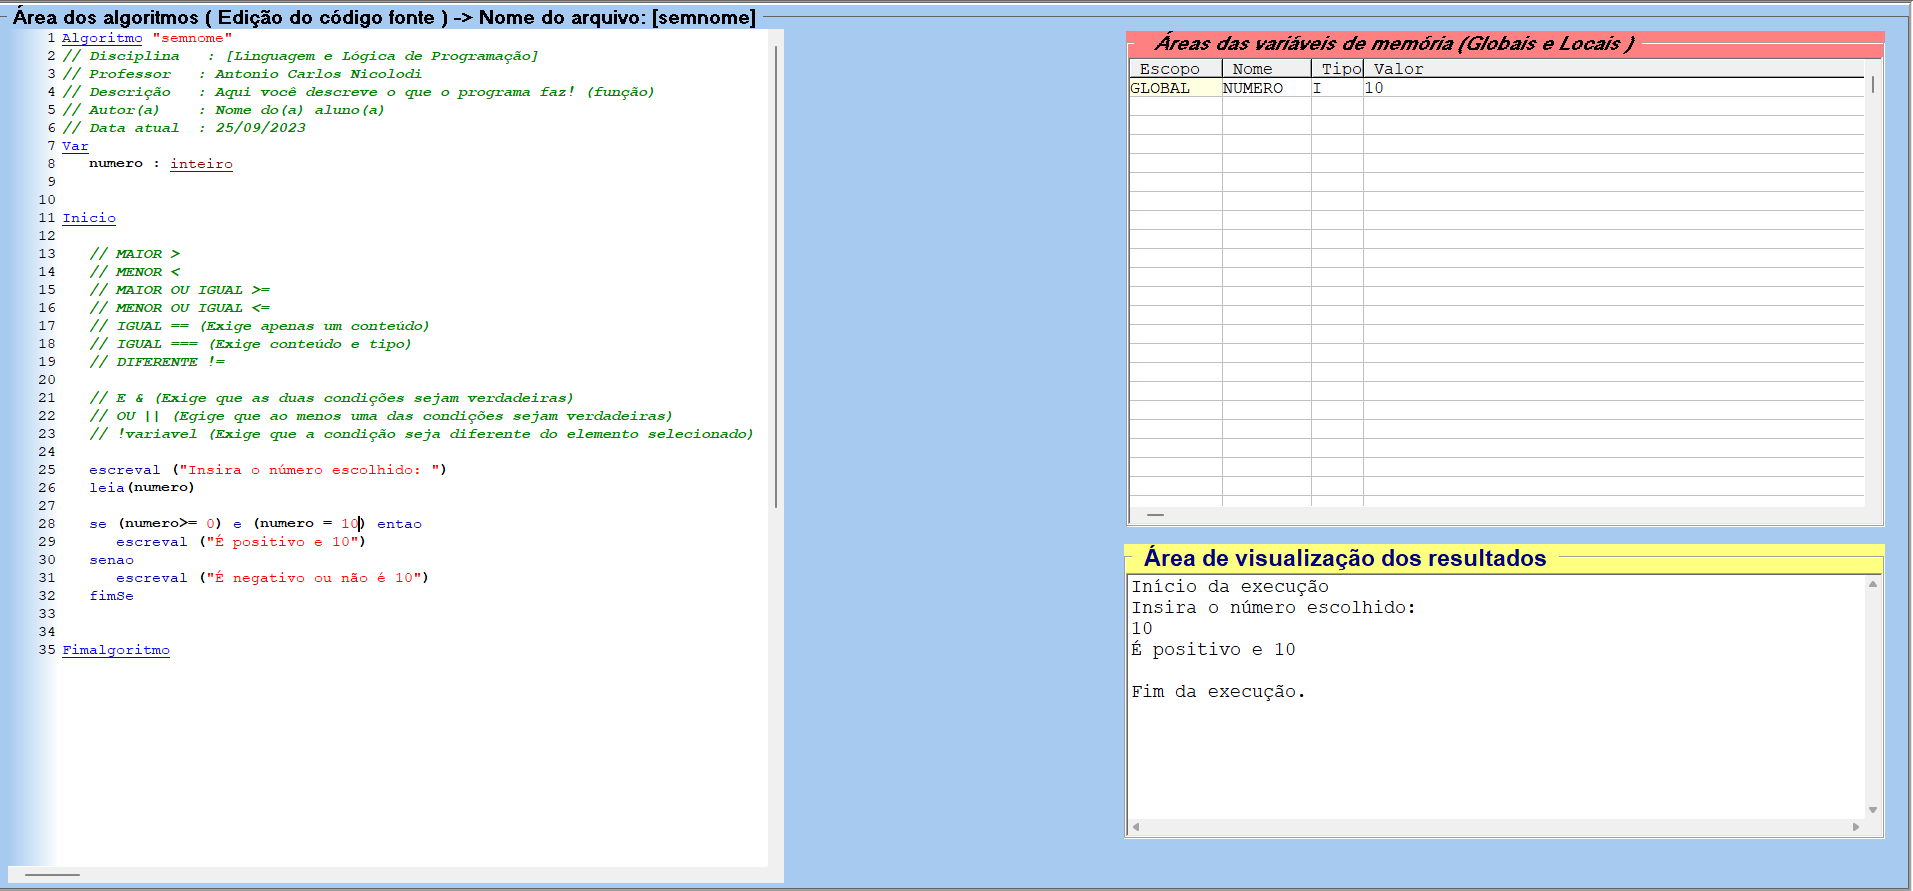 Área dos algoritmos ( Edição do código fonte ) -> Nome do arquivo: [semnome]
1 Algoritmo "semnome"
2 // Disciplina   : [Linguagem e Lógica de Programação]
3 // Professor   : Antonio Carlos Nicolodi
4 // Descrição   : Aqui você descreve o que o programa faz! (função)
5 // Autor(a)    : Nome do(a) aluno(a)
6 // Data atual  : 25/09/2023
7 Var
8    numero : inteiro
9
10
11 Inicio
12
13    // MAIOR >
14    // MENOR <
15    // MAIOR OU IGUAL >=
16    // MENOR OU IGUAL <=
17    // IGUAL == (Exige apenas um conteúdo)
18    // IGUAL === (Exige conteúdo e tipo)
19    // DIFERENTE !=
20
21    // E & (Exige que as duas condições sejam verdadeiras)
22    // OU || (Egige que ao menos uma das condições sejam verdadeiras)
23    // !variavel (Exige que a condição seja diferente do elemento selecionado)
24
25    escreval ("Insira o número escolhido: ")
26    leia(numero)
27
28    se (numero>= 0) e (numero = 10) entao
29       escreval ("É positivo e 10")
30    senao
31       escreval ("É negativo ou não é 10")
32    fimSe
33
34
35 Fimalgoritmo
Áreas das variáveis de memória (Globais e Locais )
Escopo Nome Tipo Valor
GLOBAL NUMERO I 10
Área de visualização dos resultados
Início da execução
Insira o número escolhido:
10
É positivo e 10
Fim da execução.